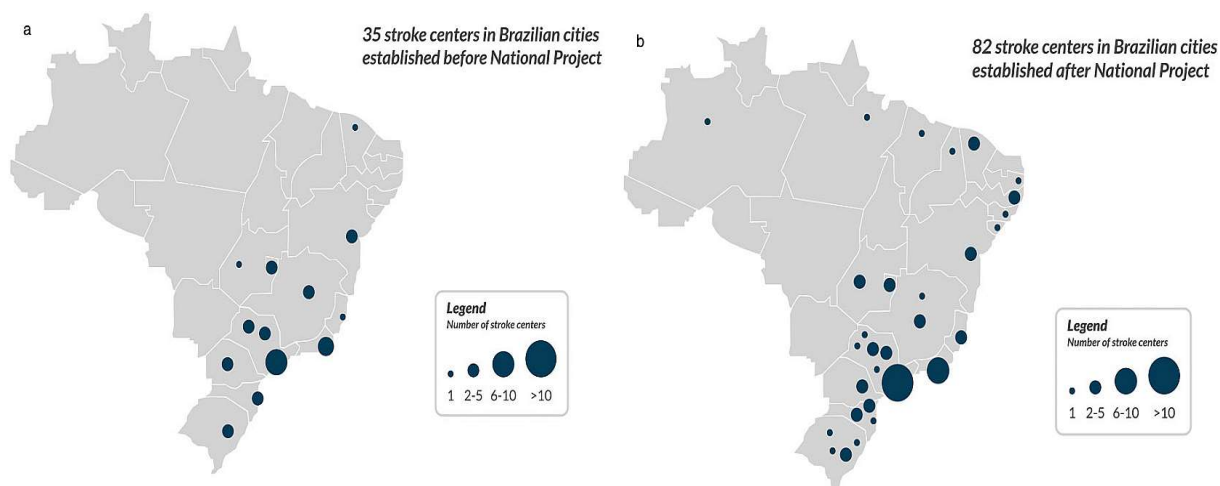 a
35 stroke centers in Brazilian cities
established before National Project
Legend
Number of stroke centers
1 2-5 6-10 >10
b
82 stroke centers in Brazilian cities
established after National Project
Legend
Number of stroke centers
1 2-5 6-10 >10